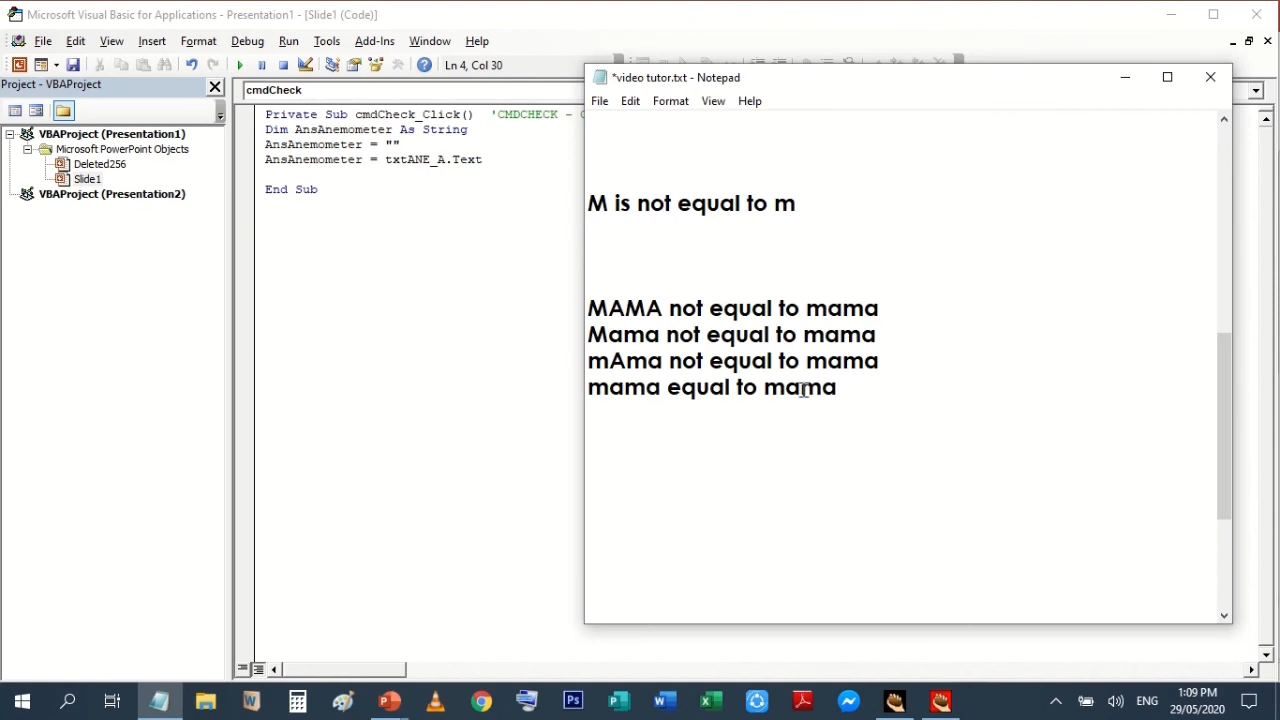 Microsoft Visual Basic for Applications - Presentation1 - [Slide1 (Code)]
File Edit View Insert Format Debug Run Tools Add-Ins Window Help
Ln 4, Col 30
Project - VBAProject
VBAProject (Presentation1)
Microsoft PowerPoint Objects
Deleted256
Slide1
VBAProject (Presentation2)
cmdCheck
Private Sub cmdCheck_Click() 'CMDCHECK -
Dim AnsAnemometer As String
AnsAnemometer = ""
AnsAnemometer = txtANE_A.Text
End Sub
*video tutor.txt - Notepad
File Edit Format View Help
M is not equal to m
MAMA not equal to mama
Mama not equal to mama
mAma not equal to mama
mama equal to mama
ENG
1:09 PM
29/05/2020